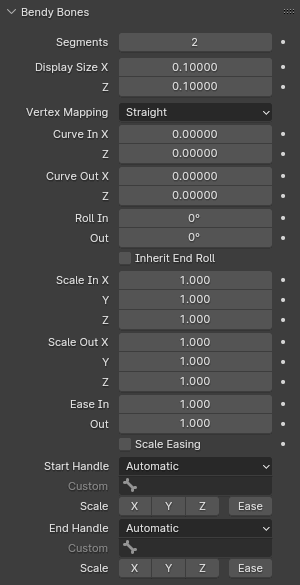 Bendy Bones
Segments 2
Display Size X 0.10000
Z 0.10000
Vertex Mapping Straight
Curve In X 0.00000
Z 0.00000
Curve Out X 0.00000
Z 0.00000
Roll In 0°
Out 0°
Inherit End Roll
Scale In X 1.000
Y 1.000
Z 1.000
Scale Out X 1.000
Y 1.000
Z 1.000
Ease In 1.000
Out 1.000
Scale Easing
Start Handle Automatic
Custom
Scale X Y Z Ease
End Handle Automatic
Custom
Scale X Y Z Ease